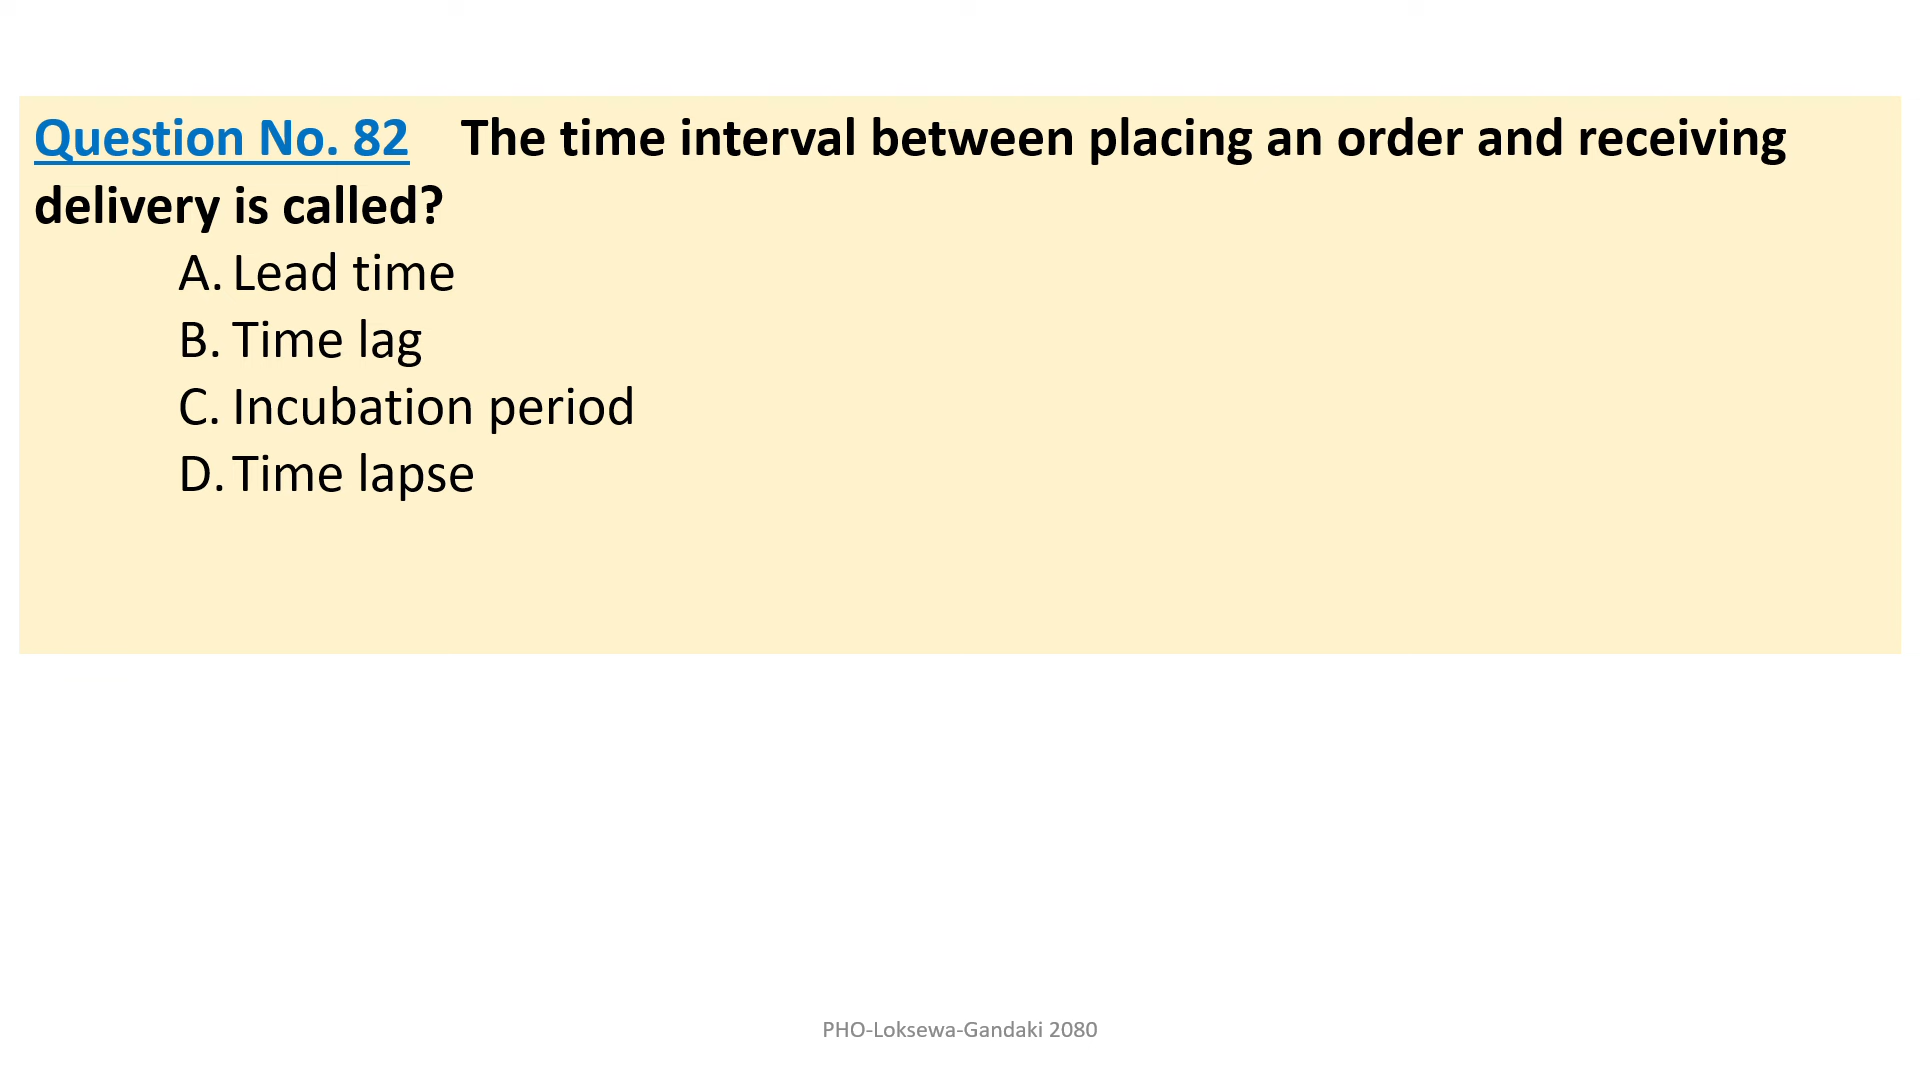 Question No. 82 The time interval between placing an order and receiving
delivery is called?
A. Lead time
B. Time lag
C. Incubation period
D. Time lapse
PHO-Loksewa-Gandaki 2080